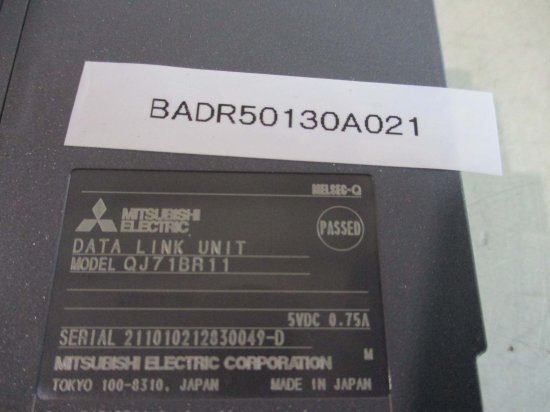 BADR50130A021
MELSEC-Q
MITSUBISHI
ELECTRIC
PASSED
DATA LINK UNIT
MODEL QJ71BR11
5VDC 0.75A
SERIAL 211010212830049-D
M
MITSUBISHI ELECTRIC CORPORATION
TOKYO 100-8310, JAPAN MADE IN JAPAN